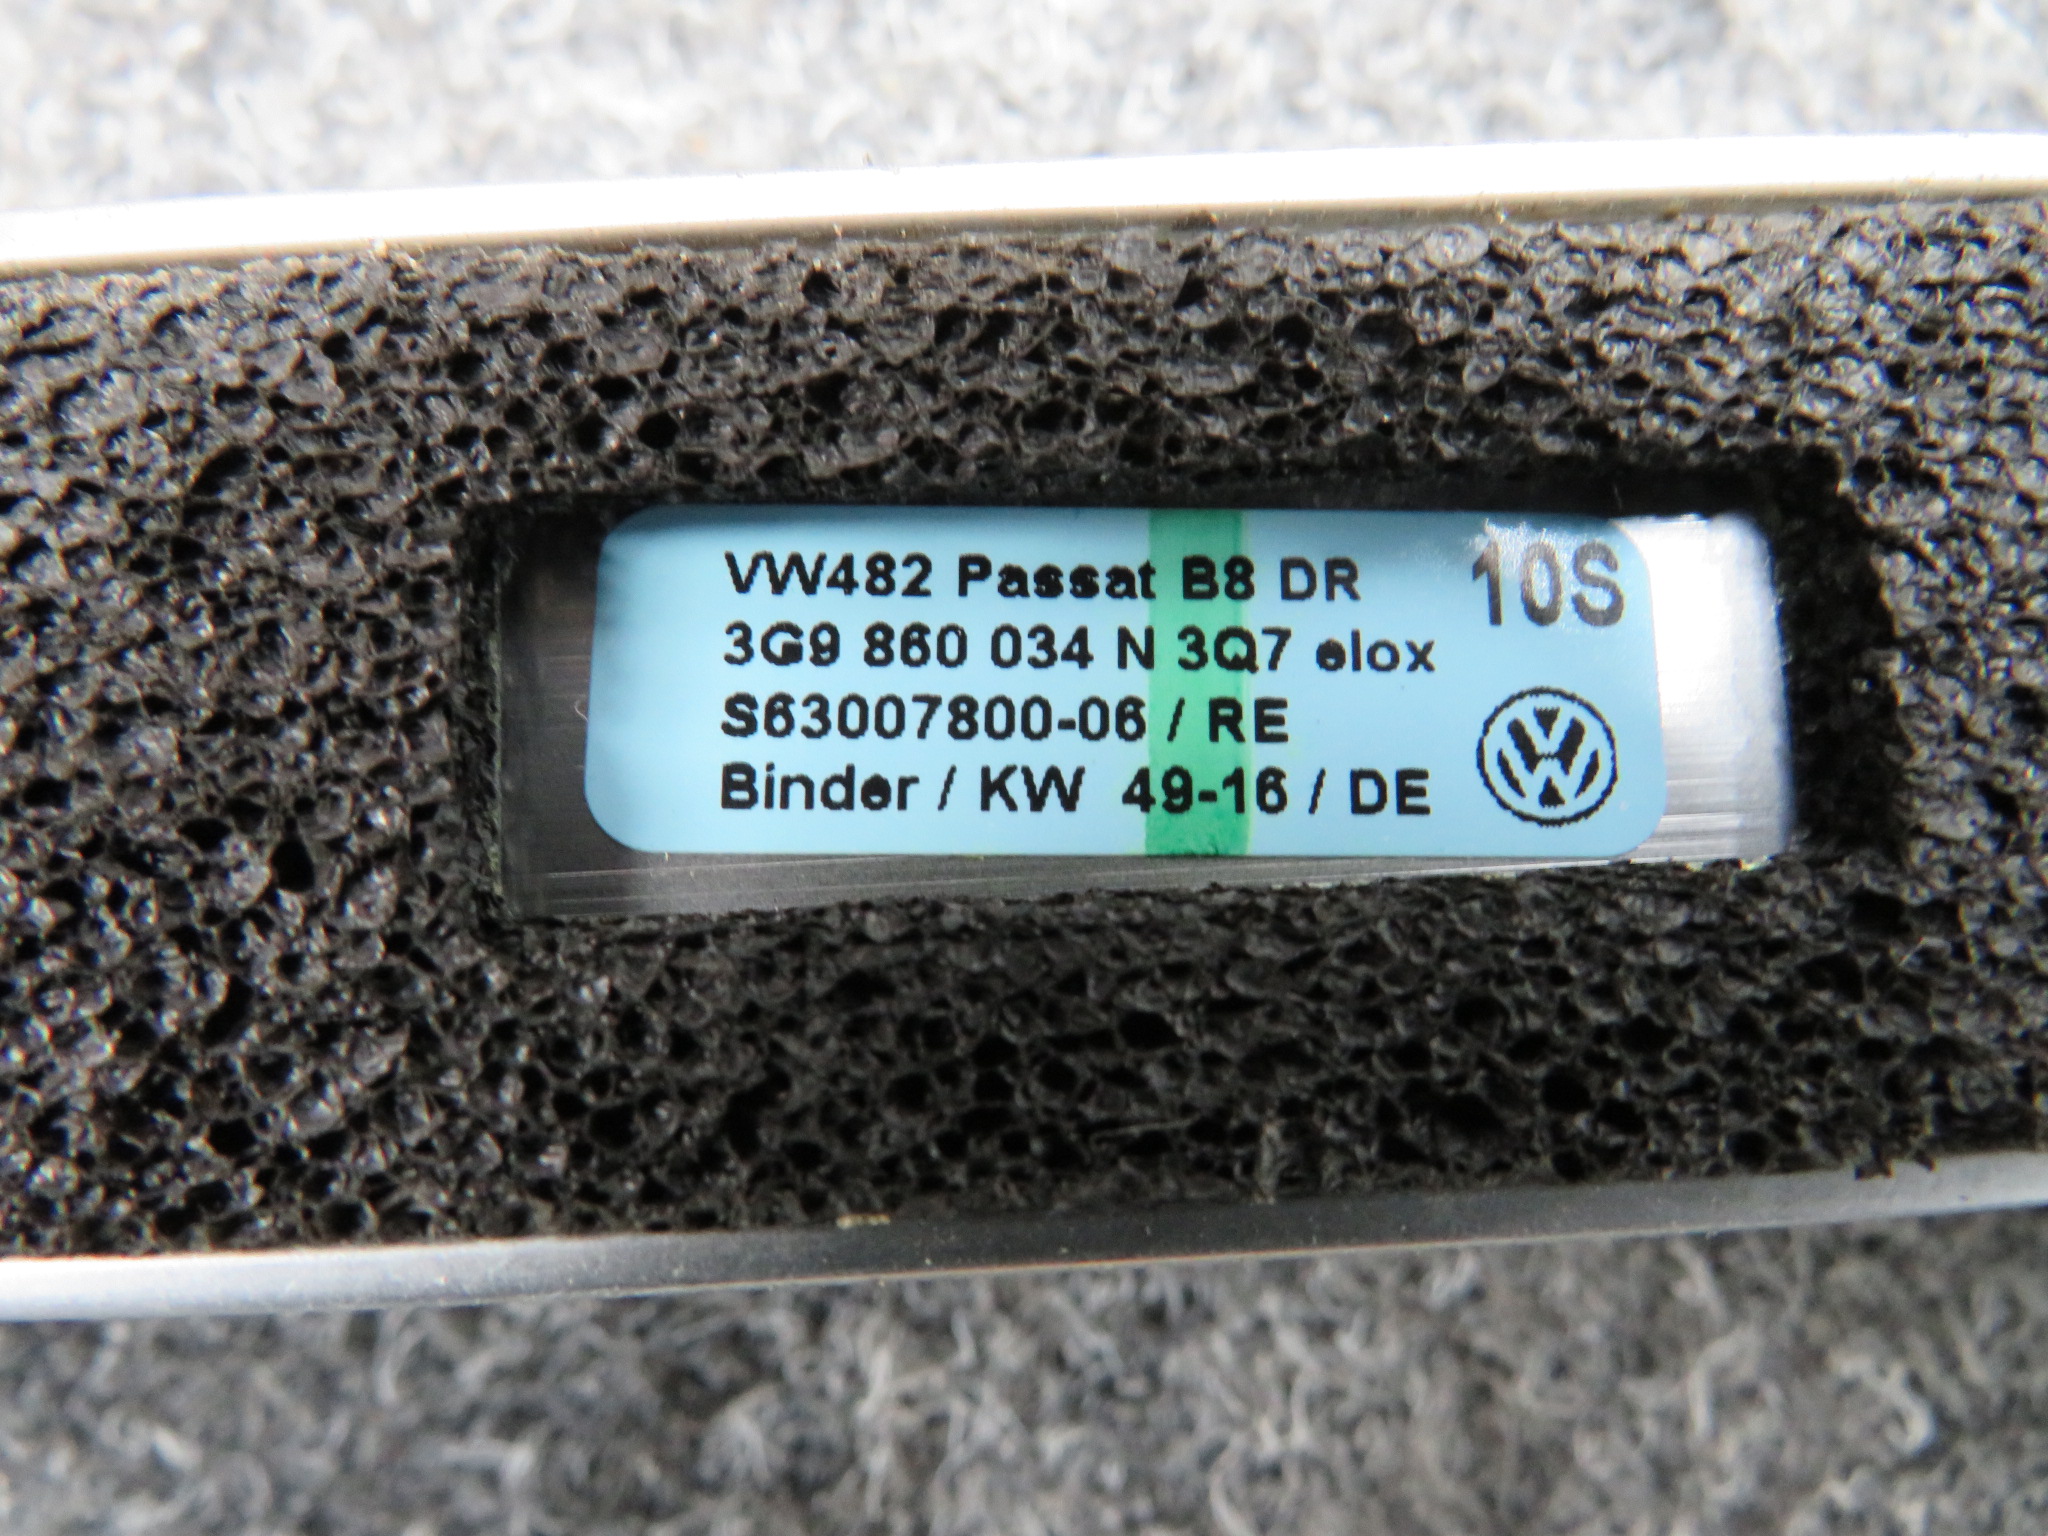 VW482 Passat B8 DR 10S
3G9 860 034 N 3Q7 elox
S63007800-06 / RE
Binder / KW 49-16 / DE